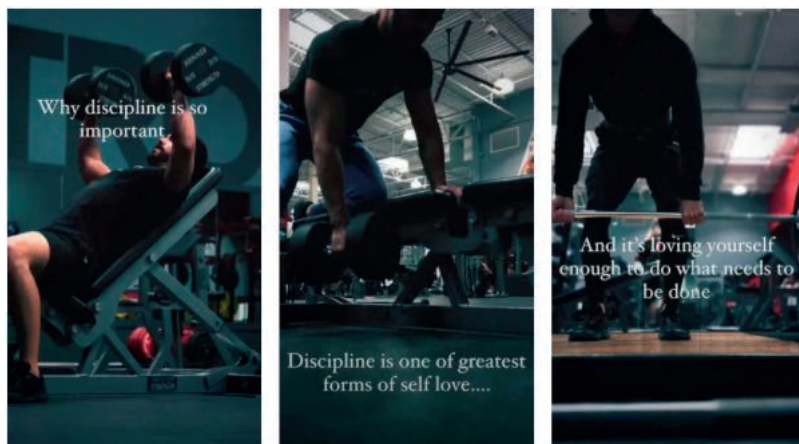 Why discipline is so
important
Discipline is one of greatest
forms of self love....
And it's loving yourself
enough to do what needs to
be done